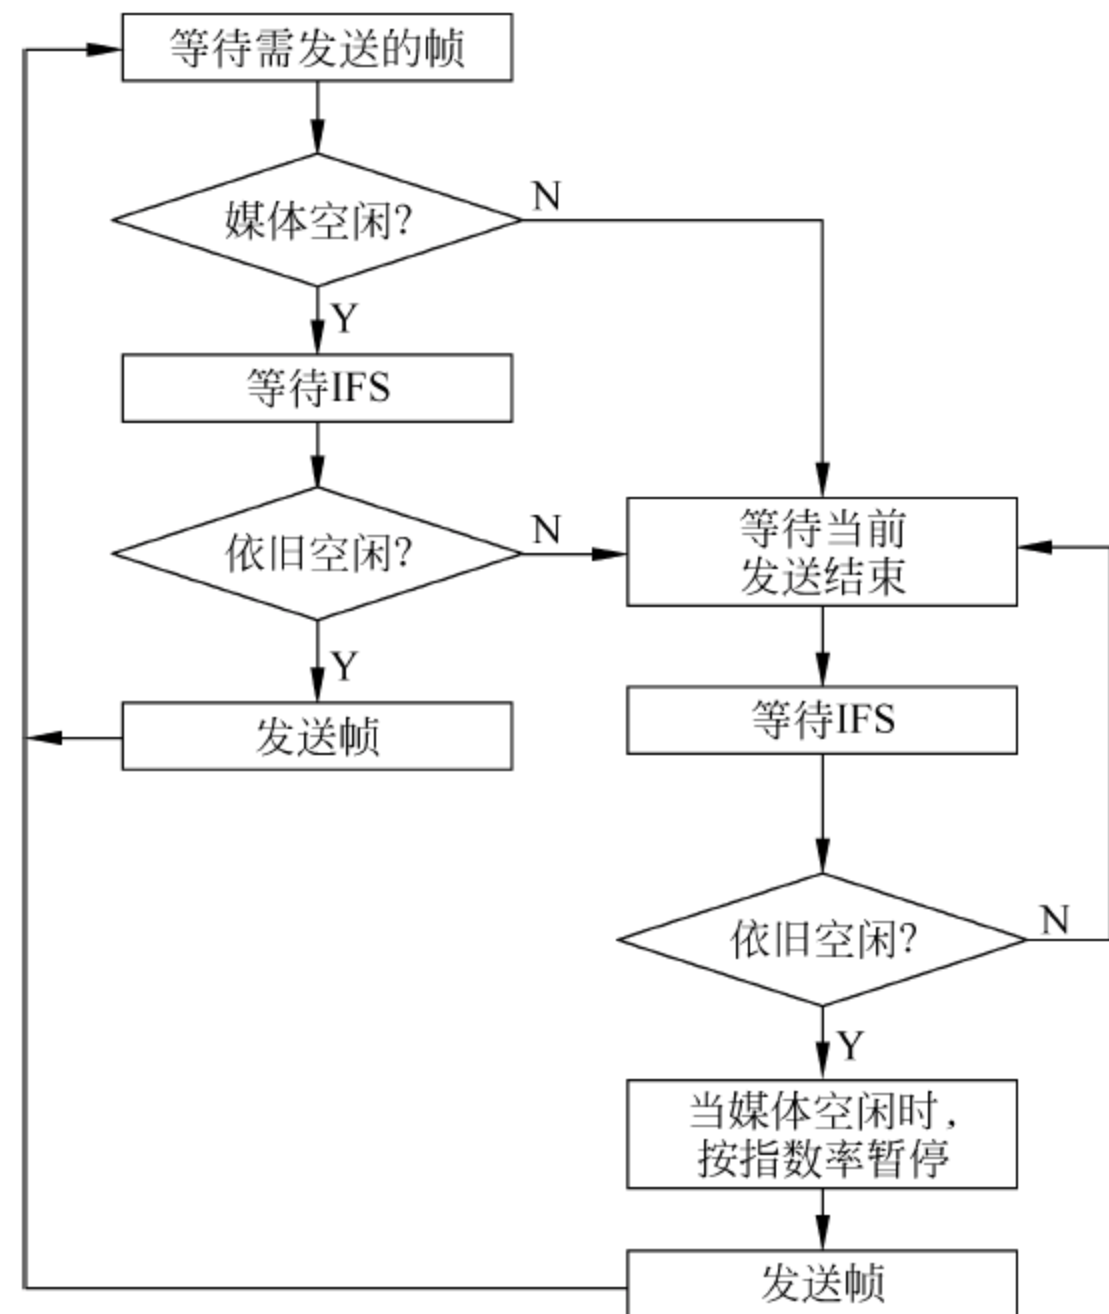 等待需发送的帧
媒体空闲?
N
Y
等待IFS
依旧空闲?
N
Y
发送帧
等待当前
发送结束
等待IFS
依旧空闲?
N
Y
当媒体空闲时,
按指数率暂停
发送帧